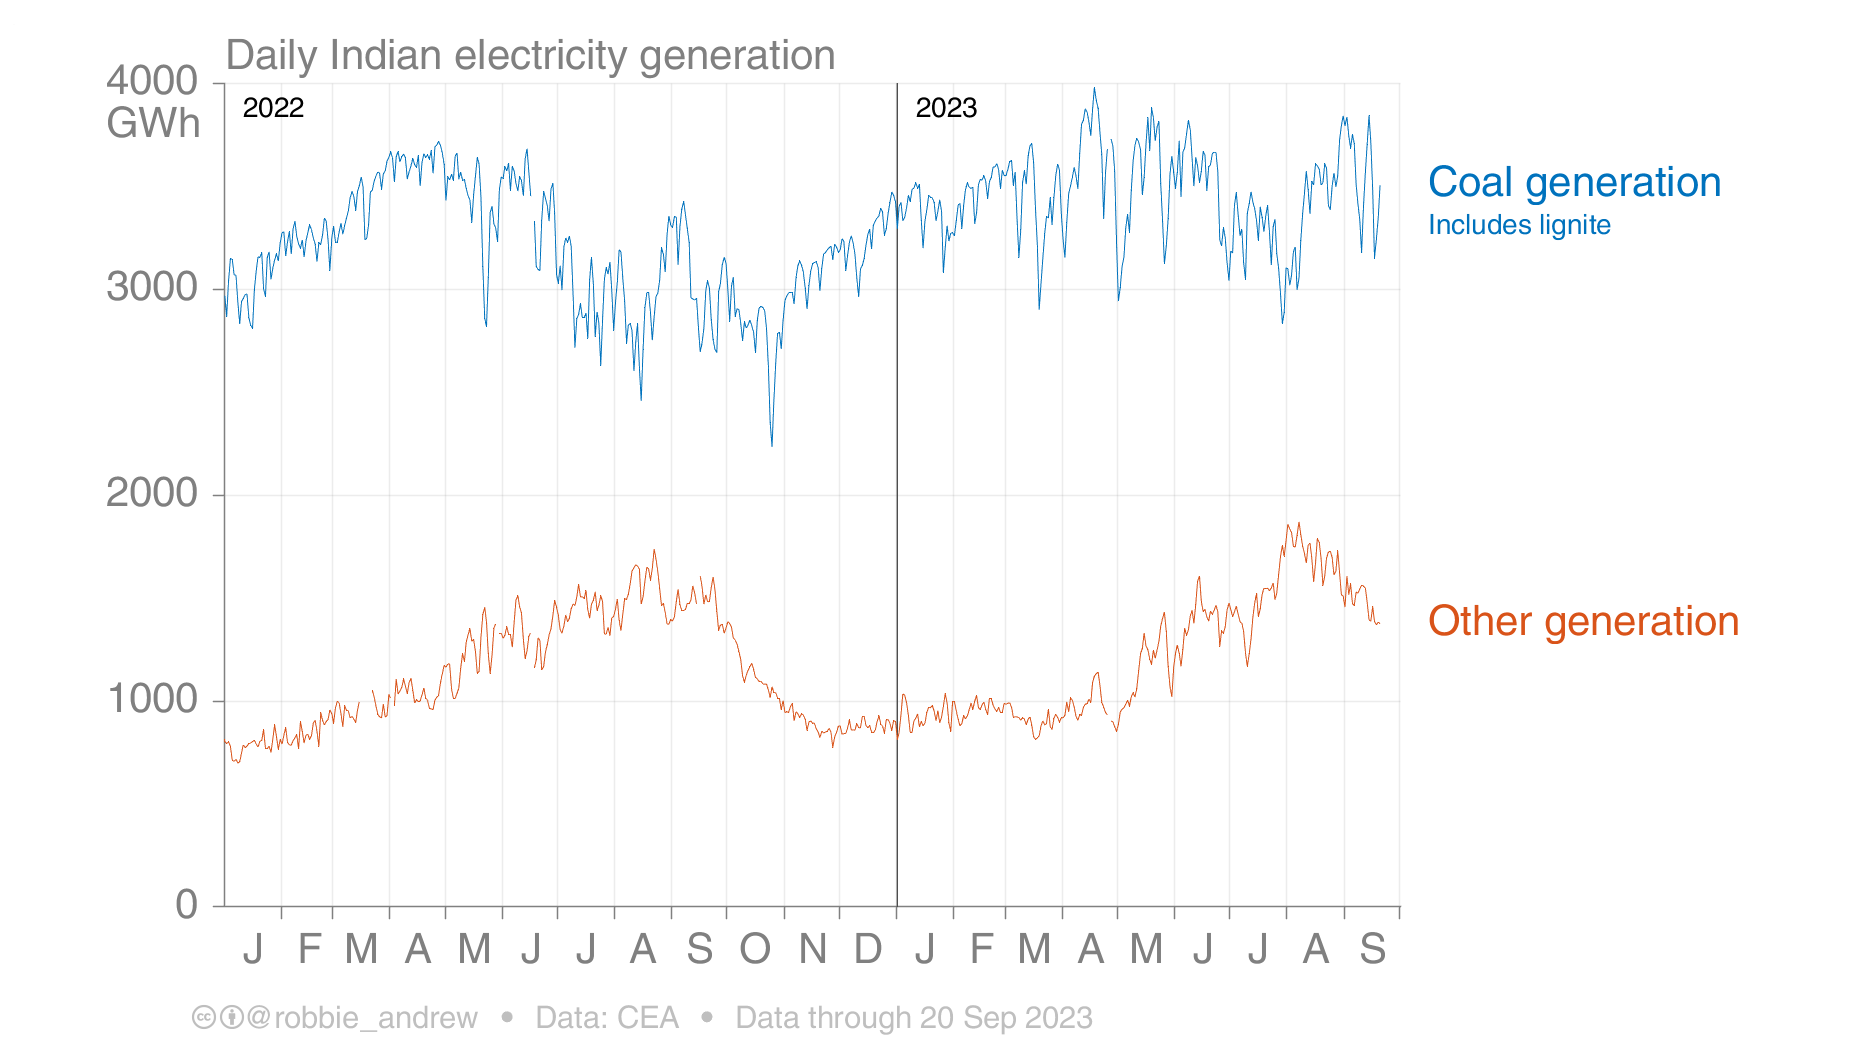 Daily Indian electricity generation
4000
GWh
2022
2023
3000
2000
1000
0
Coal generation
Includes lignite
Other generation
J F M A M J J A S O N D J F M A M J J A S
@robbie_andrew • Data: CEA • Data through 20 Sep 2023